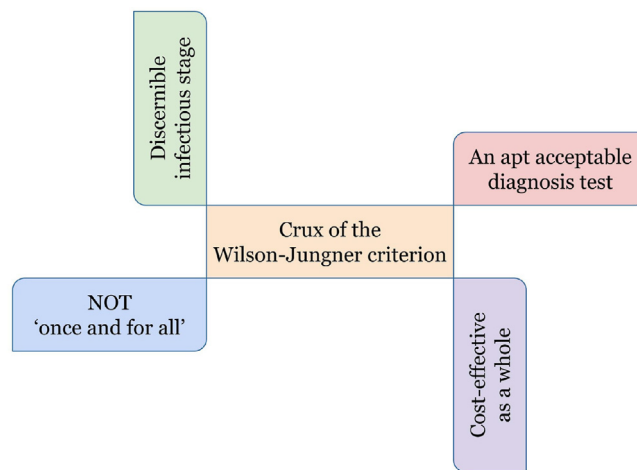 Discernible
infectious stage
An apt acceptable
diagnosis test
Crux of the
Wilson-Jungner criterion
NOT
‘once and for all’
Cost-effective
as a whole